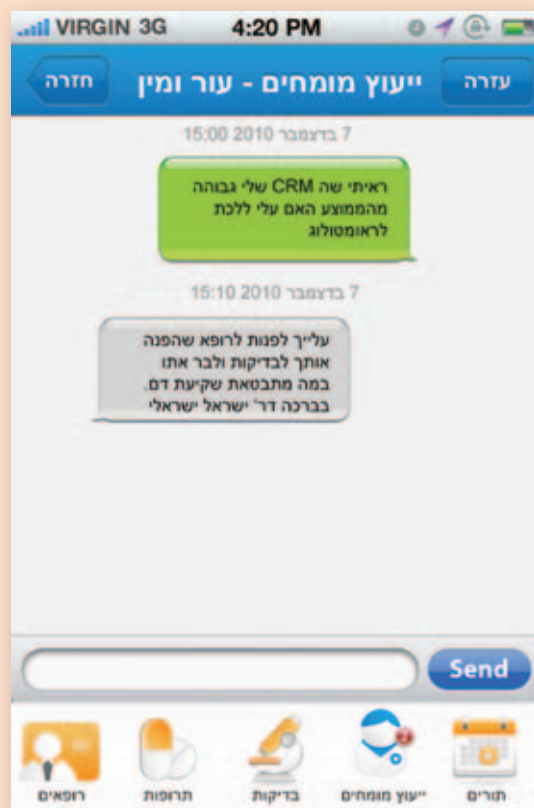 VIRGIN 3G 4:20 PM
עזרה ייעוץ מומחים - עור ומין חזרה
7 בדצמבר 2010 15:00
ראיתי שה CRM שלי גבוהה
מהממוצע האם עלי ללכת
לראומטולוג
7 בדצמבר 2010 15:10
עלייך לפנות לרופא שהפנה
אותך לבדיקות ולבר אתו
במה מתבטאת שקיעת דם.
בברכה דר' ישראל ישראלי
Send
תורים ייעוץ מומחים בדיקות תרופות רופאים